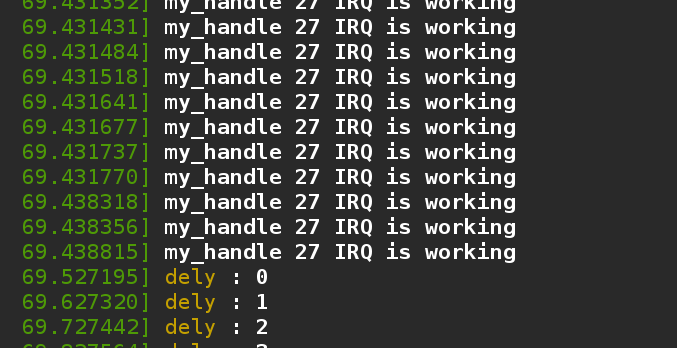 69.431352] my_handle 27 IRQ is working
69.431431] my_handle 27 IRQ is working
69.431484] my_handle 27 IRQ is working
69.431518] my_handle 27 IRQ is working
69.431641] my_handle 27 IRQ is working
69.431677] my_handle 27 IRQ is working
69.431737] my_handle 27 IRQ is working
69.431770] my_handle 27 IRQ is working
69.438318] my_handle 27 IRQ is working
69.438356] my_handle 27 IRQ is working
69.438815] my_handle 27 IRQ is working
69.527195] dely : 0
69.627320] dely : 1
69.727442] dely : 2